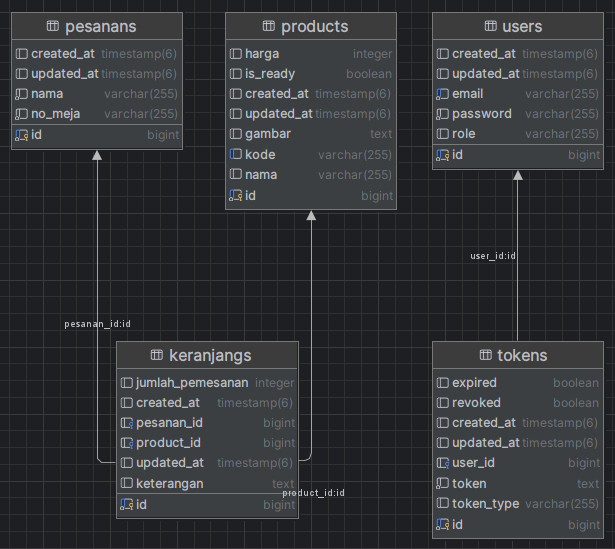 pesanans
created_at timestamp(6)
updated_at timestamp(6)
nama varchar(255)
no_meja varchar(255)
id bigint
products
harga integer
is_ready boolean
created_at timestamp(6)
updated_at timestamp(6)
gambar text
kode varchar(255)
nama varchar(255)
id bigint
users
created_at timestamp(6)
updated_at timestamp(6)
email varchar(255)
password varchar(255)
role varchar(255)
id bigint
user_id:id
pesanan_id:id
keranjangs
jumlah_pemesanan integer
created_at timestamp(6)
pesanan_id bigint
product_id bigint
updated_at timestamp(6)
keterangan text
id bigint
product_id:id
tokens
expired boolean
revoked boolean
created_at timestamp(6)
updated_at timestamp(6)
user_id bigint
token text
token_type varchar(255)
id bigint